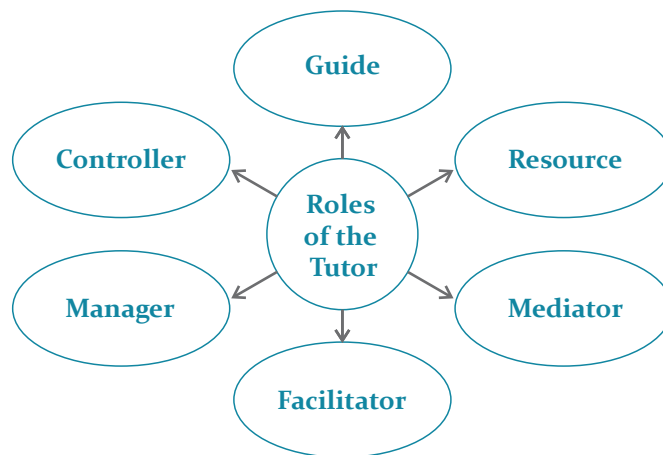 Guide
Controller
Resource
Roles
of the
Tutor
Manager
Mediator
Facilitator